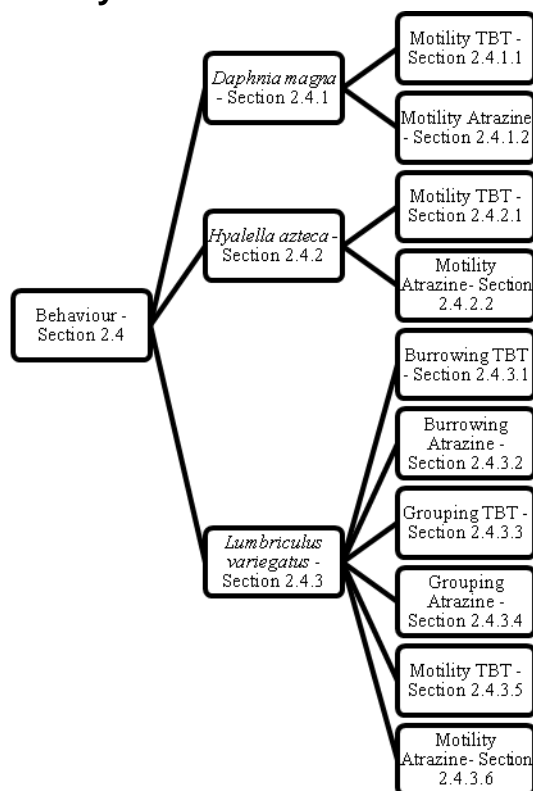 Behaviour -
Section 2.4
Daphnia magna
- Section 2.4.1
Motility TBT -
Section 2.4.1.1
Motility Atrazine
- Section 2.4.1.2
Hyalella azteca -
Section 2.4.2
Motility TBT -
Section 2.4.2.1
Motility
Atrazine- Section
2.4.2.2
Lumbriculus
variegatus -
Section 2.4.3
Burrowing TBT
- Section 2.4.3.1
Burrowing
Atrazine -
Section 2.4.3.2
Grouping TBT -
Section 2.4.3.3
Grouping
Atrazine -
Section 2.4.3.4
Motility TBT -
Section 2.4.3.5
Motility
Atrazine- Section
2.4.3.6